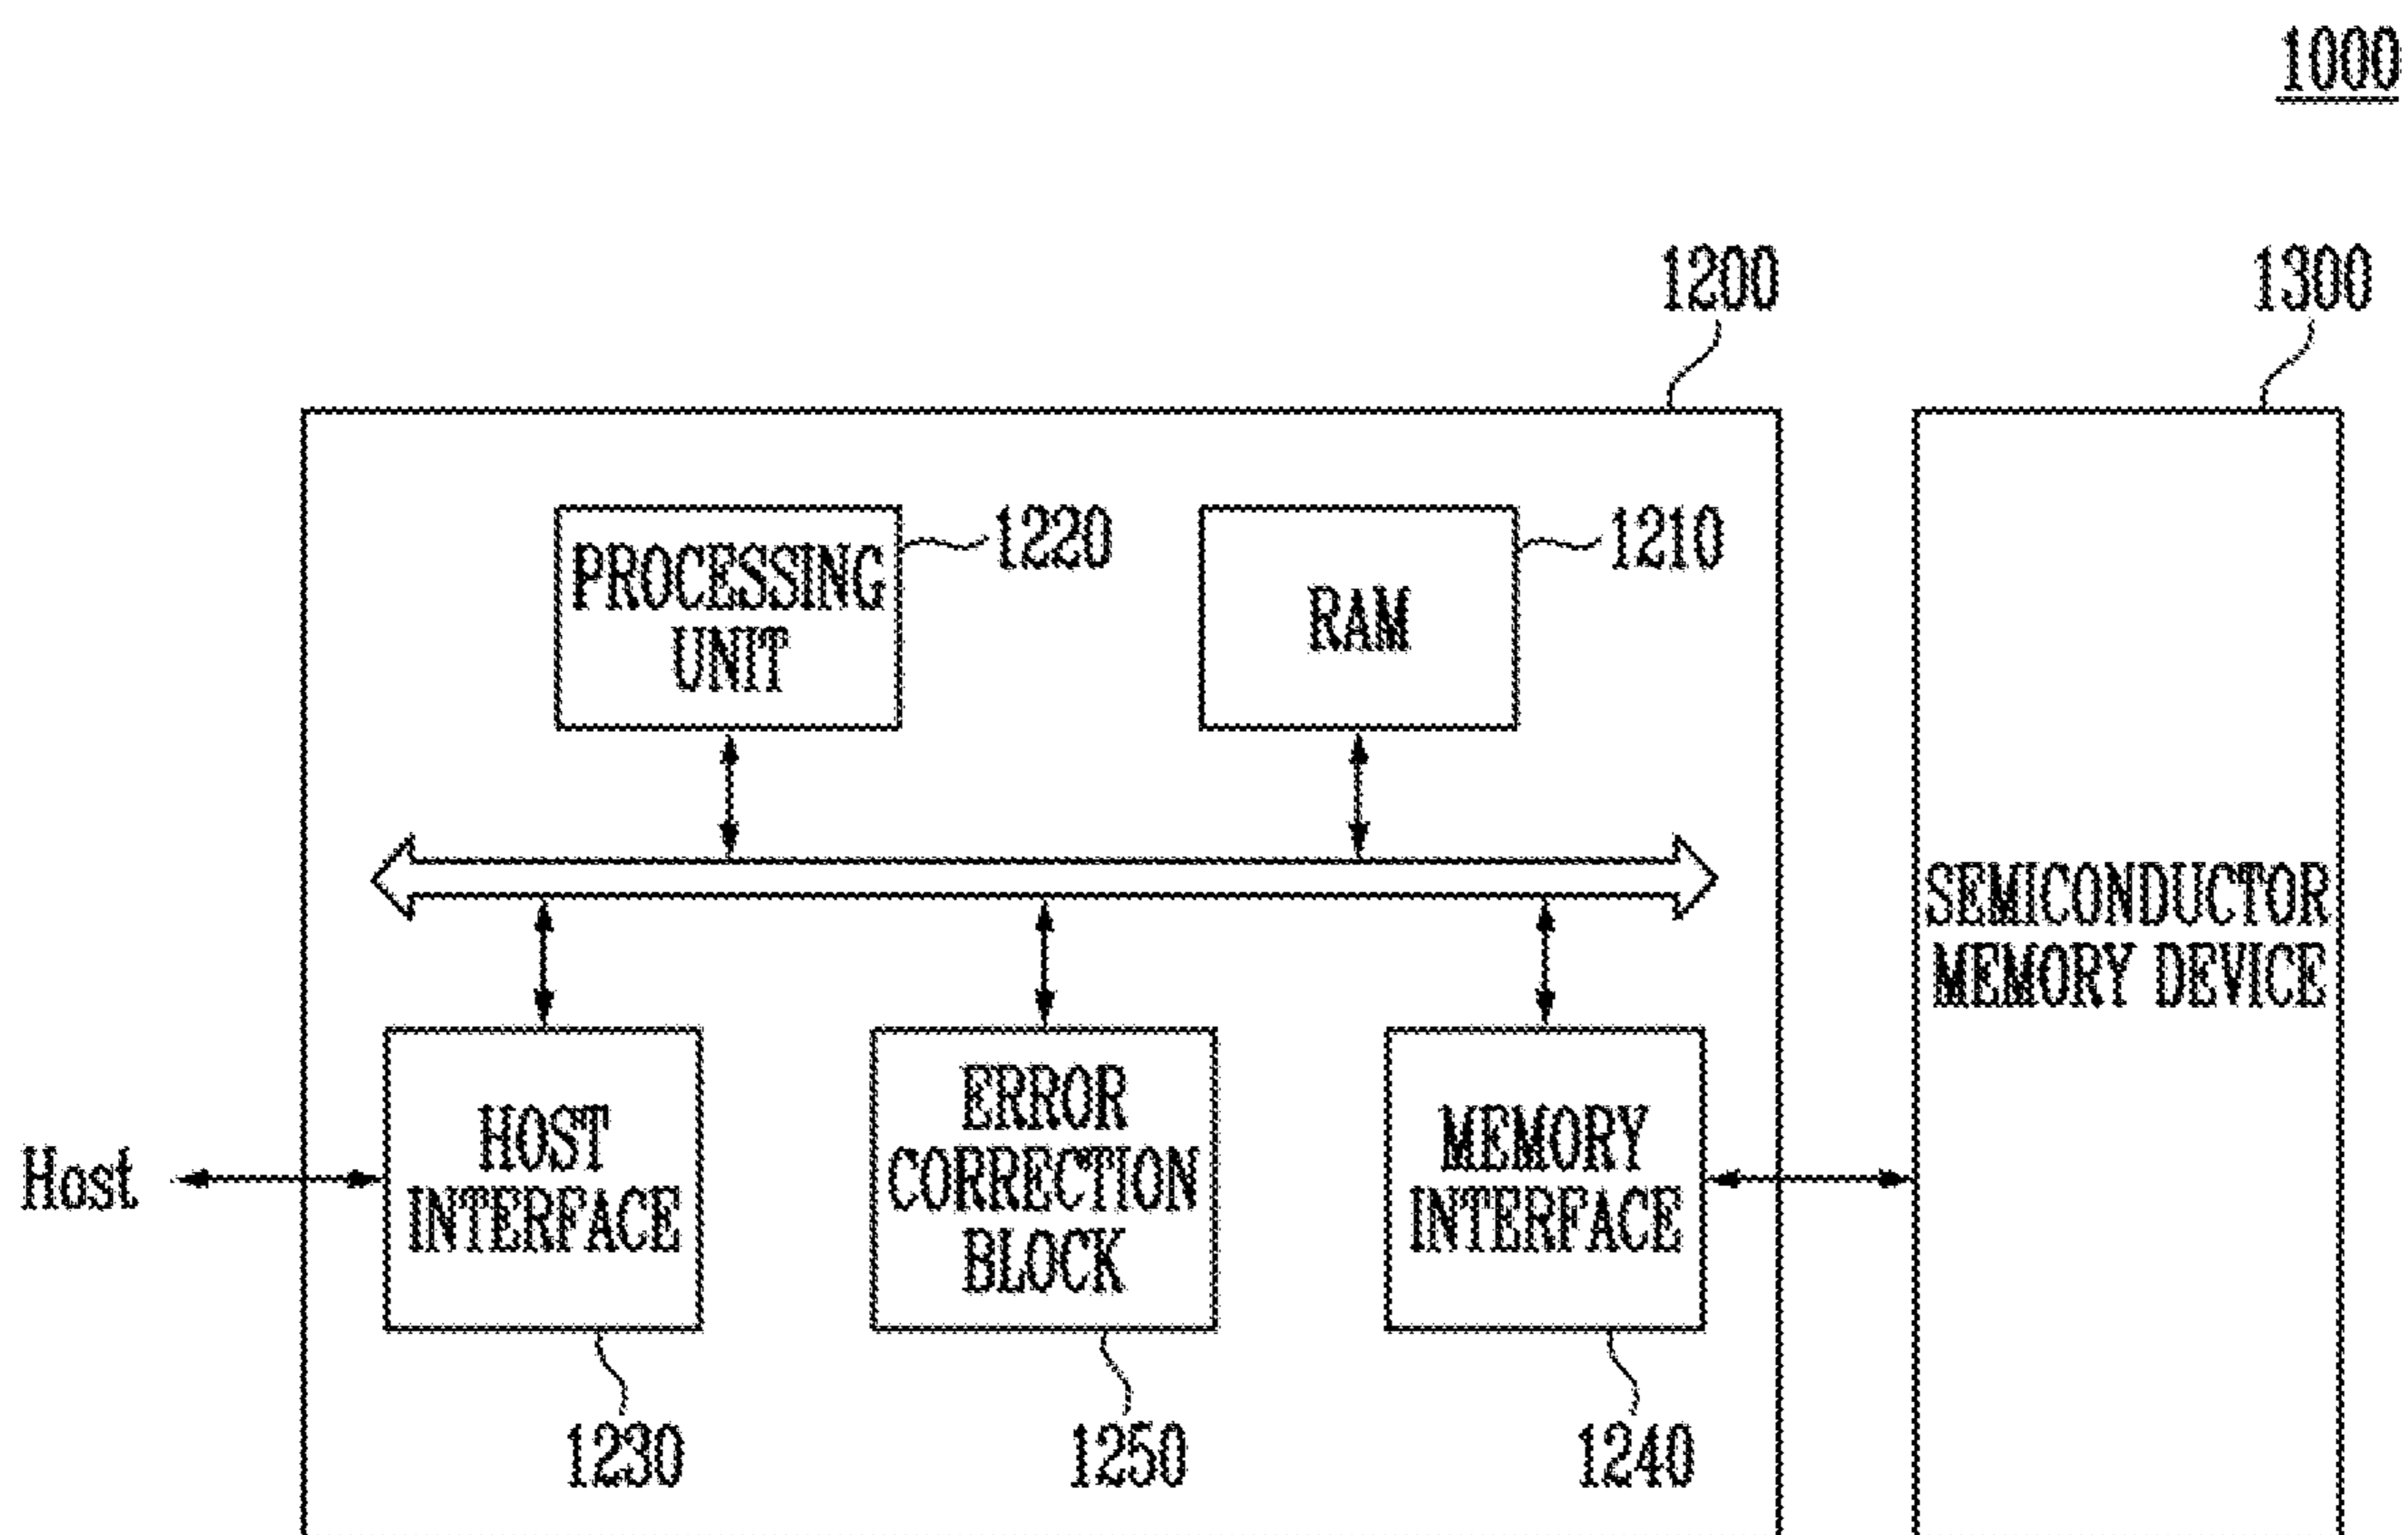 1000
1200
1300
PROCESSING
UNIT
1220
RAM
1210
SEMICONDUCTOR
MEMORY DEVICE
Host
HOST
INTERFACE
ERROR
CORRECTION
BLOCK
MEMORY
INTERFACE
1230
1250
1240